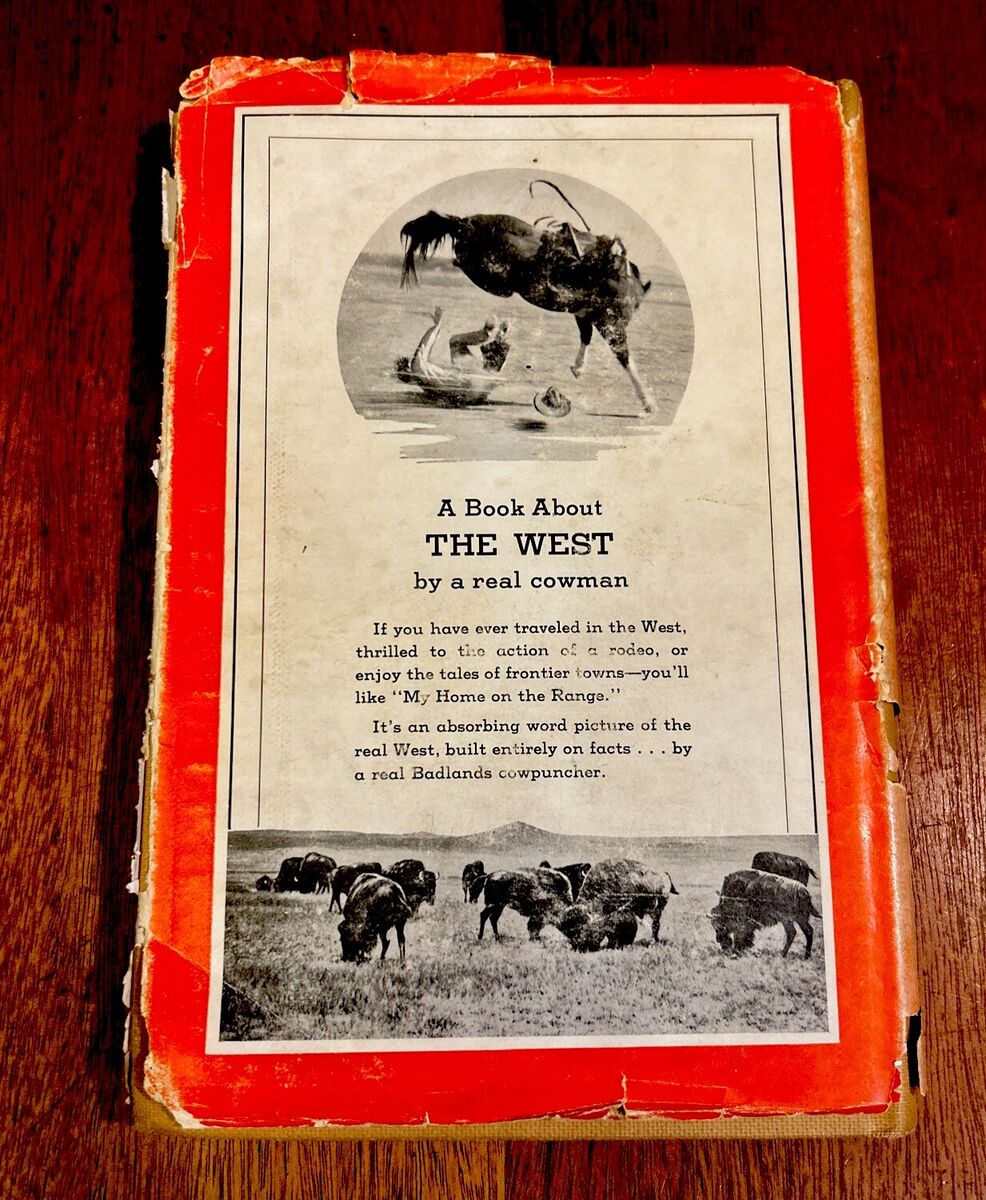 A Book About
THE WEST
by a real cowman
If you have ever traveled in the West,
thrilled to the action of a rodeo, or
enjoy the tales of frontier towns—you'll
like "My Home on the Range."
It's an absorbing word picture of the
real West, built entirely on facts . . . by
a real Badlands cowpuncher.